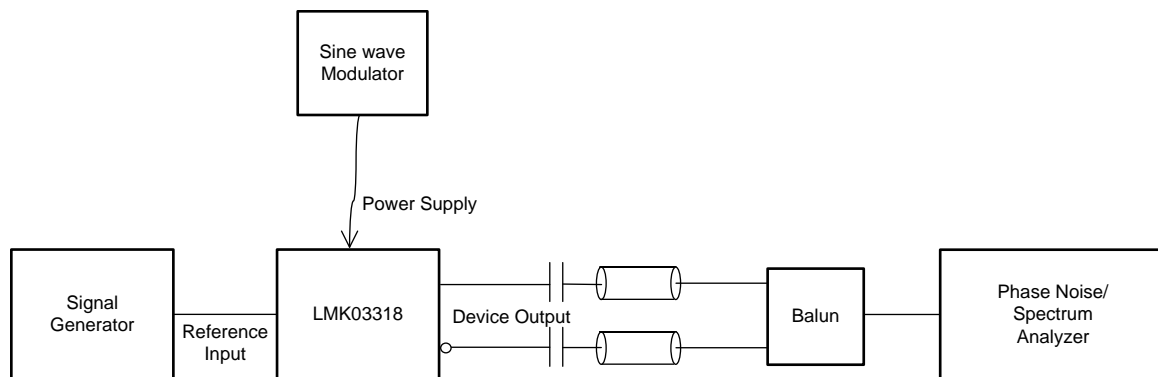 Sine wave
Modulator
Power Supply
Signal
Generator
Reference
Input
LMK03318
Device Output
Balun
Phase Noise/
Spectrum
Analyzer